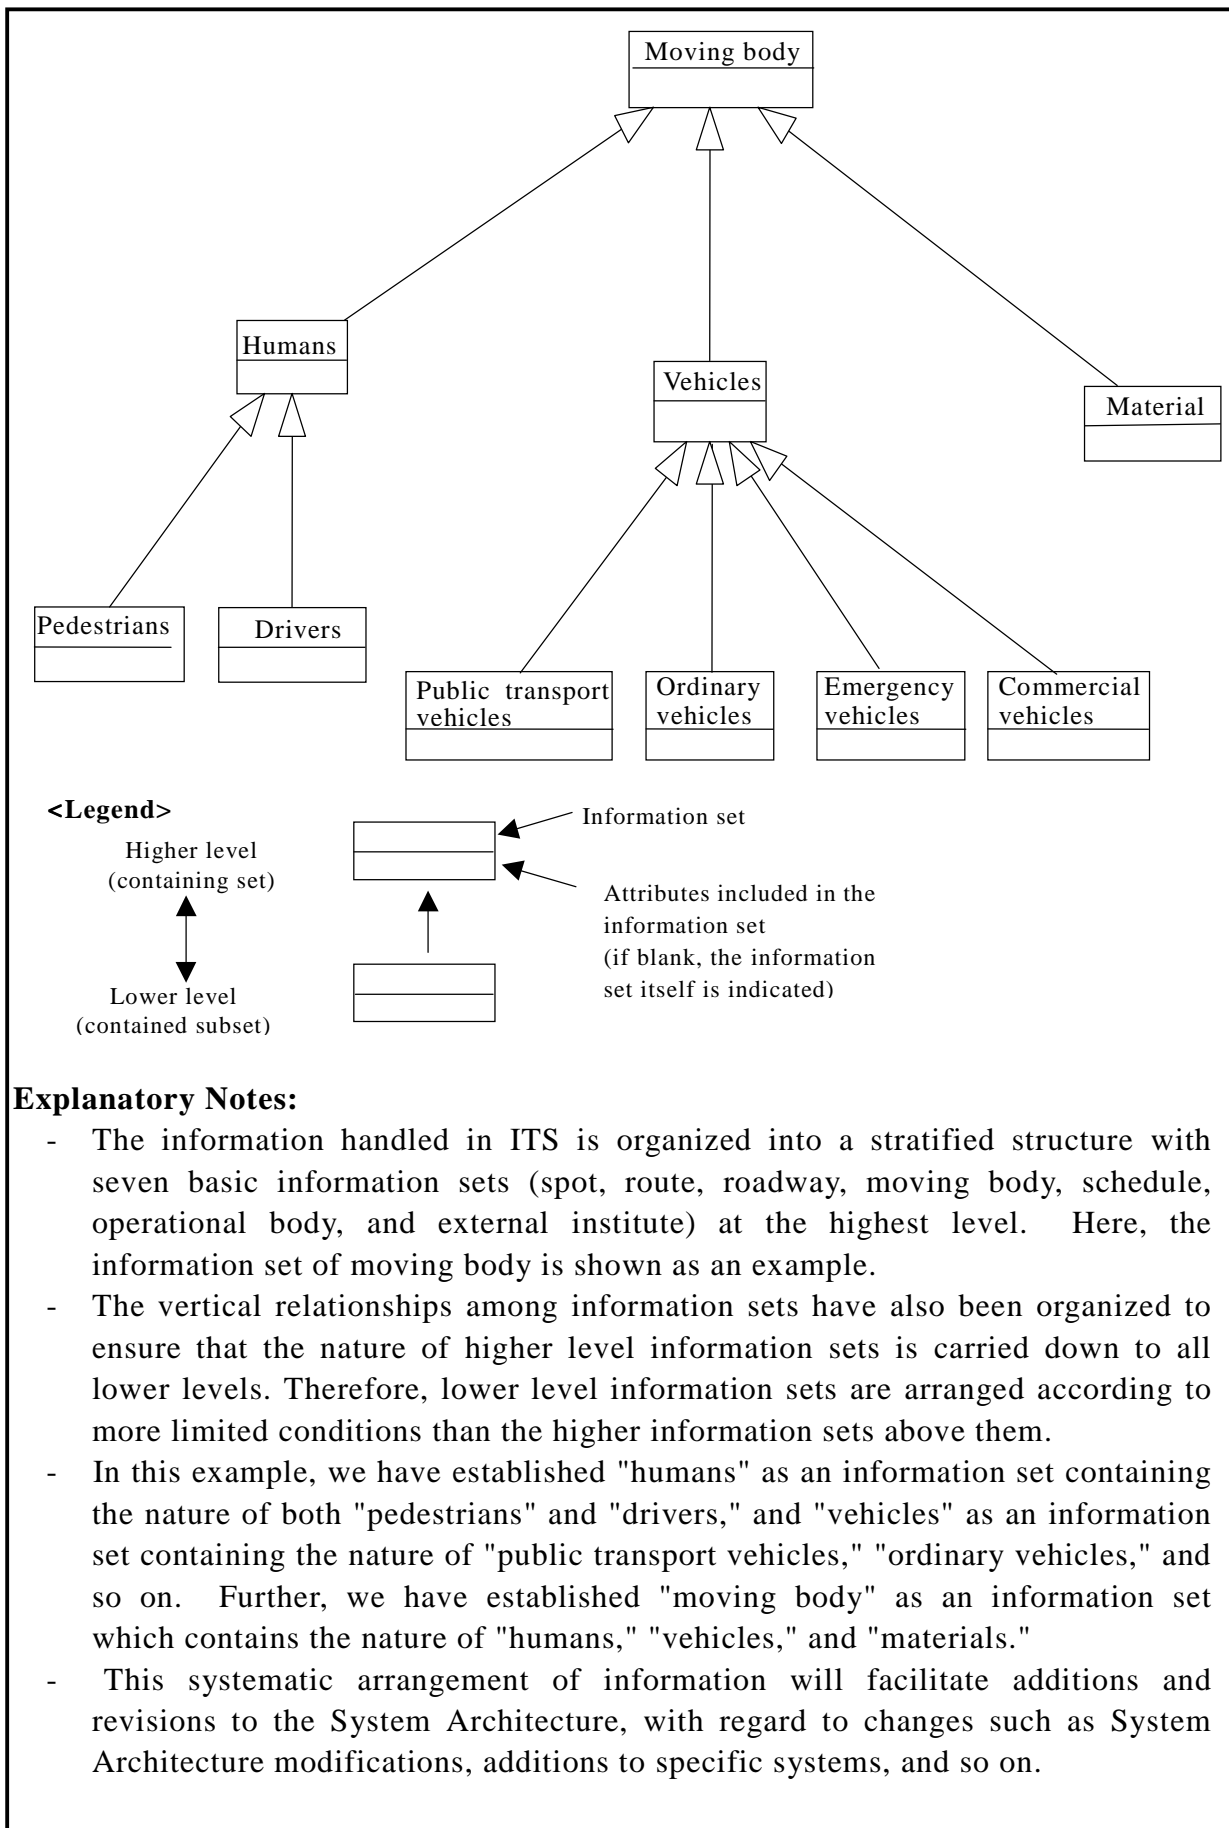 Moving body
Humans
Vehicles
Material
Pedestrians
Drivers
Public transport
vehicles
Ordinary
vehicles
Emergency
vehicles
Commercial
vehicles
<Legend>
Higher level
(containing set)
Lower level
(contained subset)
Information set
Attributes included in the
information set
(if blank, the information
set itself is indicated)
Explanatory Notes:
- The information handled in ITS is organized into a stratified structure with
seven basic information sets (spot, route, roadway, moving body, schedule,
operational body, and external institute) at the highest level. Here, the
information set of moving body is shown as an example.
- The vertical relationships among information sets have also been organized to
ensure that the nature of higher level information sets is carried down to all
lower levels. Therefore, lower level information sets are arranged according to
more limited conditions than the higher information sets above them.
- In this example, we have established "humans" as an information set containing
the nature of both "pedestrians" and "drivers," and "vehicles" as an information
set containing the nature of "public transport vehicles," "ordinary vehicles," and
so on. Further, we have established "moving body" as an information set
which contains the nature of "humans," "vehicles," and "materials."
- This systematic arrangement of information will facilitate additions and
revisions to the System Architecture, with regard to changes such as System
Architecture modifications, additions to specific systems, and so on.